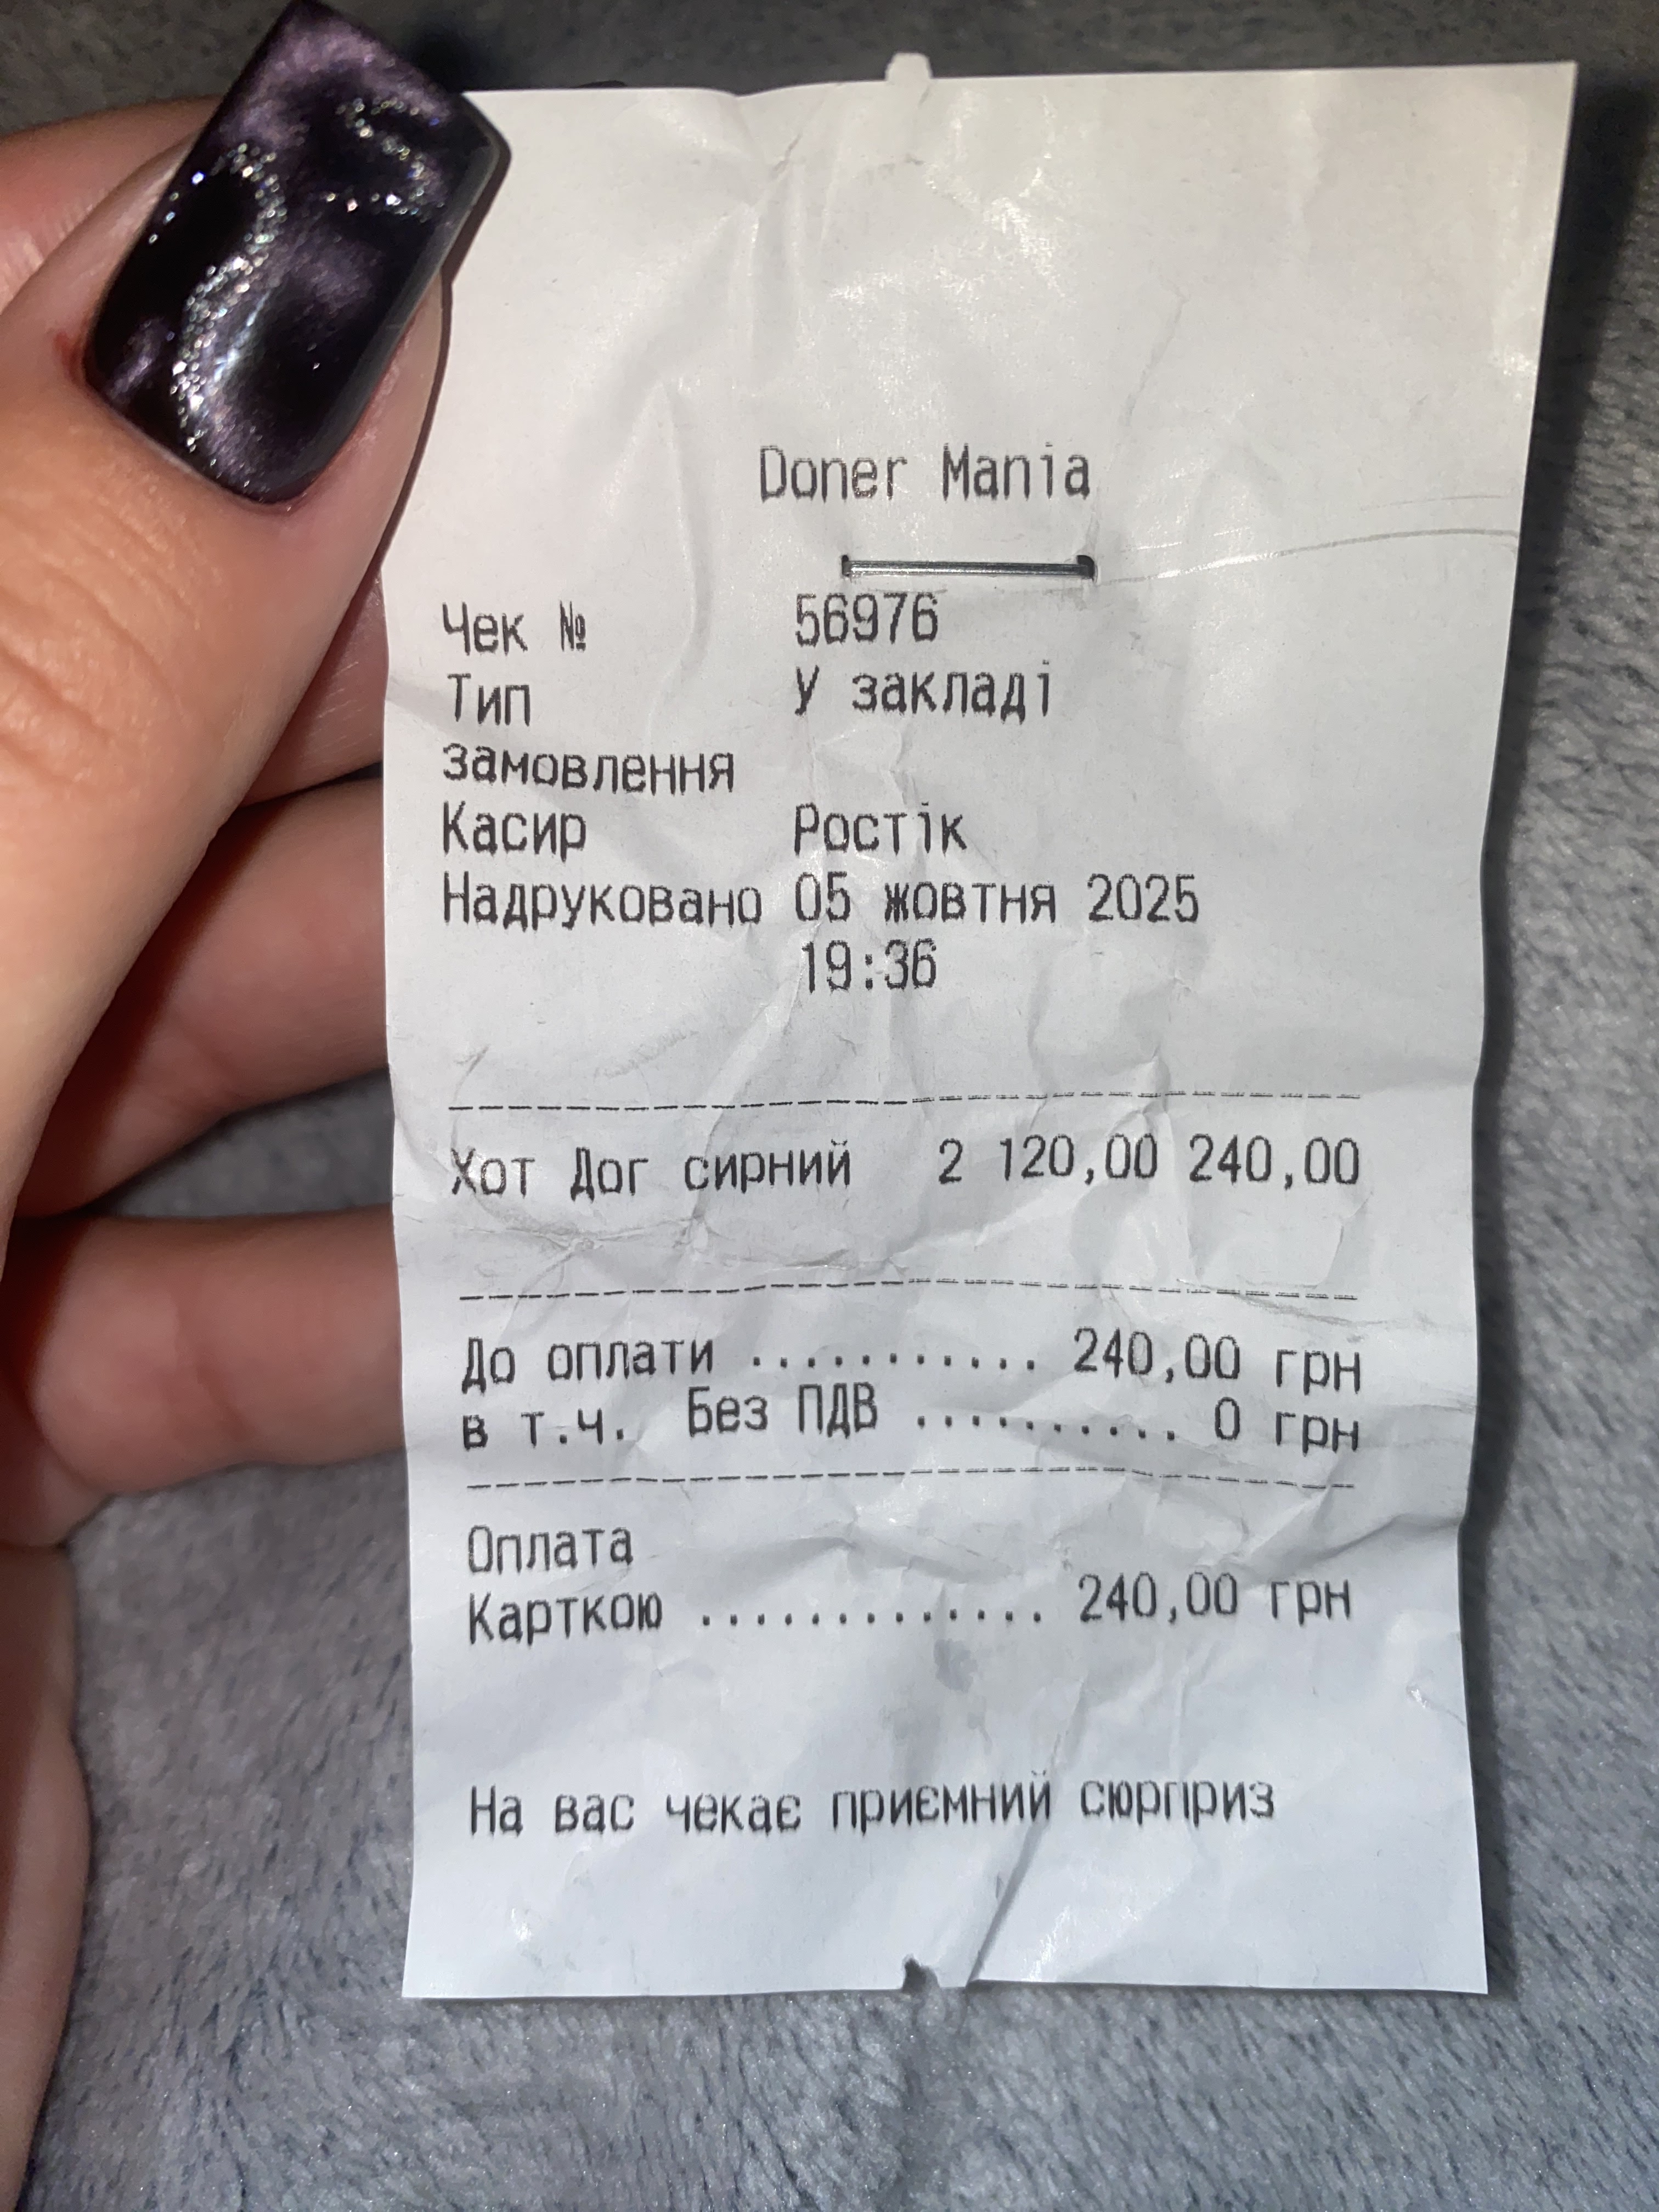 Doner Mania
Чек № 56976
Тип У закладі
замовлення
Касир Ростік
Надруковано 05 жовтня 2025
19:36
Хот Дог сирний 2 120,00 240,00
До оплати ........... 240,00 грн
в т.ч. Без ПДВ .......... 0 грн
Оплата
Карткою .............. 240,00 грн
На вас чекає приємний сюрприз